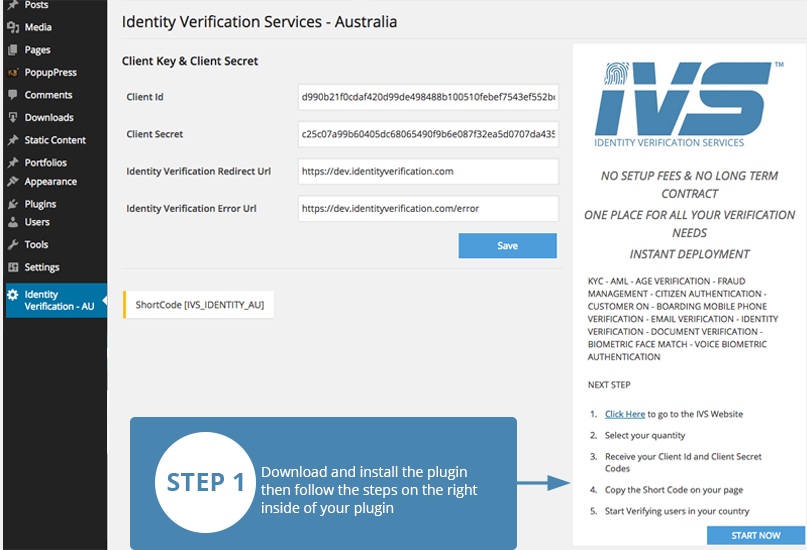 Posts
Media
Pages
PopupPress
Comments
Downloads
Static Content
Portfolios
Appearance
Plugins
Users
Tools
Settings
Identity
Verification - AU
Identity Verification Services - Australia
Client Key & Client Secret
Client Id
d990b21f0cdaf420d99de498488b100510febef7543ef552b
Client Secret
c25c07a99b60405dc68065490f9b6e087f32ea5d0707da435
Identity Verification Redirect Url
https://dev.identityverification.com
Identity Verification Error Url
https://dev.identityverification.com/error
Save
ShortCode [IVS_IDENTITY_AU]
IVS™
IDENTITY VERIFICATION SERVICES
NO SETUP FEES & NO LONG TERM
CONTRACT
ONE PLACE FOR ALL YOUR VERIFICATION
NEEDS
INSTANT DEPLOYMENT
KYC - AML - AGE VERIFICATION - FRAUD
MANAGEMENT - CITIZEN AUTHENTICATION -
CUSTOMER ON - BOARDING MOBILE PHONE
VERIFICATION - EMAIL VERIFICATION - IDENTITY
VERIFICATION - DOCUMENT VERIFICATION -
BIOMETRIC FACE MATCH - VOICE BIOMETRIC
AUTHENTICATION
NEXT STEP
1. Click Here to go to the IVS Website
2. Select your quantity
3. Receive your Client Id and Client Secret
Codes
4. Copy the Short Code on your page
5. Start Verifying users in your country
START NOW
STEP 1
Download and install the plugin
then follow the steps on the right
inside of your plugin